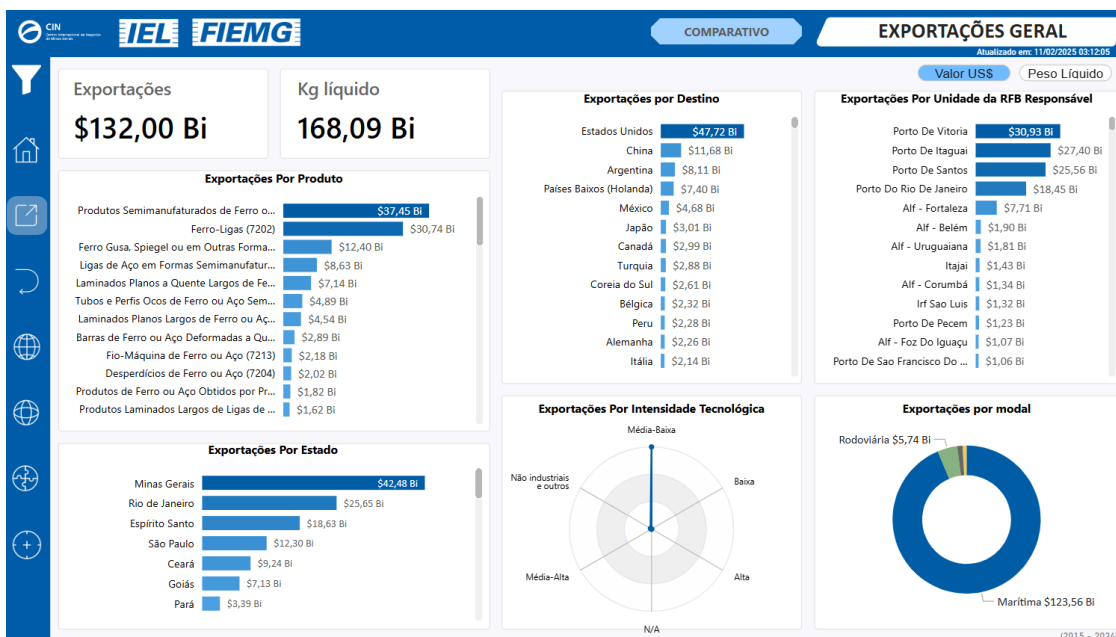 CIN
IEL
FIEMG
COMPARATIVO
EXPORTAÇÕES GERAL
Atualizado em: 11/02/2025 03:12:05
Valor US$
Peso Líquido
Exportações
$132,00 Bi
Kg líquido
168,09 Bi
Exportações Por Produto
Produtos Semimanufaturados de Ferro o... $37,45 Bi
Ferro-Ligas (7202) $30,74 Bi
Ferro Gusa, Spiegel ou em Outras Forma... $12,40 Bi
Ligas de Aço em Formas Semimanufatur... $8,63 Bi
Laminados Planos a Quente Largos de Fe... $7,14 Bi
Tubos e Perfis Ocos de Ferro ou Aço Sem... $4,89 Bi
Laminados Planos Largos de Ferro ou Aç... $4,54 Bi
Barras de Ferro ou Aço Deformadas a Qu... $2,89 Bi
Fio-Máquina de Ferro ou Aço (7213) $2,18 Bi
Desperdícios de Ferro ou Aço (7204) $2,02 Bi
Produtos de Ferro ou Aço Obtidos por Pr... $1,82 Bi
Produtos Laminados Largos de Ligas de ... $1,62 Bi
Exportações Por Estado
Minas Gerais $42,48 Bi
Rio de Janeiro $25,65 Bi
Espírito Santo $18,63 Bi
São Paulo $12,30 Bi
Ceará $9,24 Bi
Goiás $7,13 Bi
Pará $3,39 Bi
Exportações por Destino
Estados Unidos $47,72 Bi
China $11,68 Bi
Argentina $8,11 Bi
Países Baixos (Holanda) $7,40 Bi
México $4,68 Bi
Japão $3,01 Bi
Canadá $2,99 Bi
Turquia $2,88 Bi
Coreia do Sul $2,61 Bi
Bélgica $2,32 Bi
Peru $2,28 Bi
Alemanha $2,26 Bi
Itália $2,14 Bi
Exportações Por Unidade da RFB Responsável
Porto De Vitoria $30,93 Bi
Porto De Itaguai $27,40 Bi
Porto De Santos $25,56 Bi
Porto Do Rio De Janeiro $18,45 Bi
Alf - Fortaleza $7,71 Bi
Alf - Belém $1,90 Bi
Alf - Uruguaiana $1,81 Bi
Itajai $1,43 Bi
Alf - Corumbá $1,34 Bi
Irf Sao Luis $1,32 Bi
Porto De Pecem $1,23 Bi
Alf - Foz Do Iguaçu $1,07 Bi
Porto De Sao Francisco Do ... $1,06 Bi
Exportações Por Intensidade Tecnológica
Média-Baixa
Não industriais
e outros
Baixa
Média-Alta
Alta
N/A
Exportações por modal
Rodoviária $5,74 Bi
Marítima $123,56 Bi